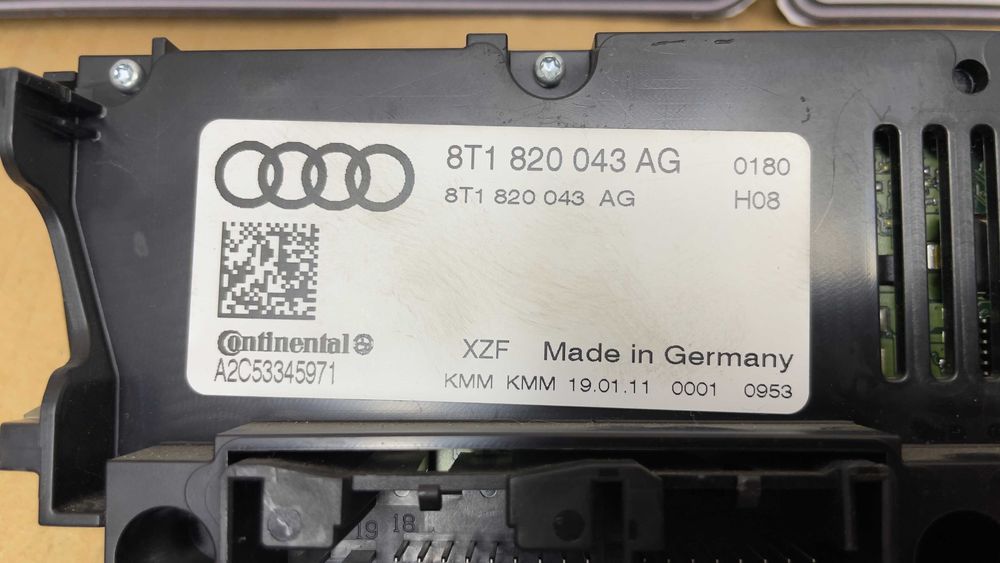 8T1 820 043 AG 0180
8T1 820 043 AG H08
Continental
A2C53345971
XZF Made in Germany
KMM KMM 19.01.11 0001 0953
19 18